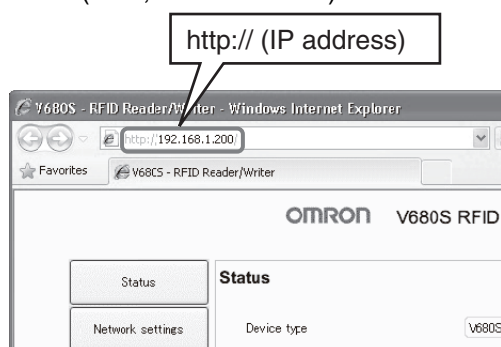 http:// (IP address)
V680S - RFID Reader/Writer - Windows Internet Explorer
http://192.168.1.200/
Favorites V680S - RFID Reader/Writer
OMRON V680S RFID
Status Status
Network settings Device type V680S